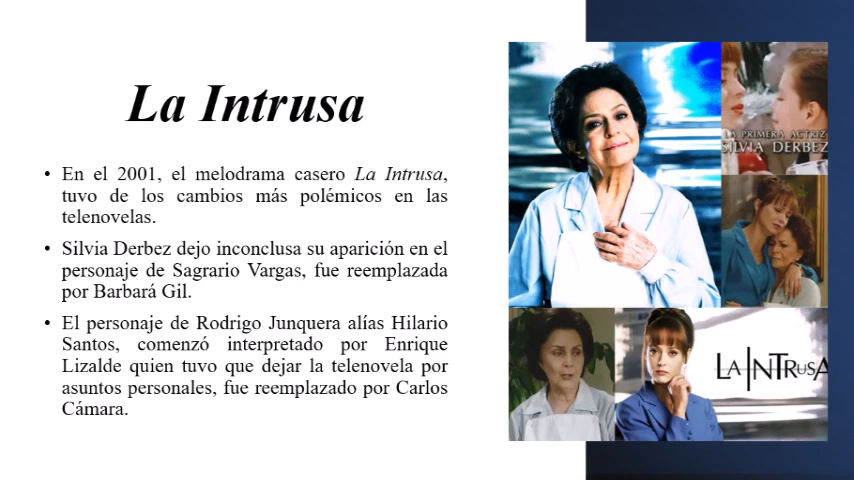 La Intrusa
• En el 2001, el melodrama casero La Intrusa,
tuvo de los cambios más polémicos en las
telenovelas.
• Silvia Derbez dejo inconclusa su aparición en el
personaje de Sagrario Vargas, fue reemplazada
por Barbará Gil.
• El personaje de Rodrigo Junquera alías Hilario
Santos, comenzó interpretado por Enrique
Lizalde quien tuvo que dejar la telenovela por
asuntos personales, fue reemplazado por Carlos
Cámara.
LA PRIMERA ACTRIZ
SILVIA DERBEZ
LA INTRUSA